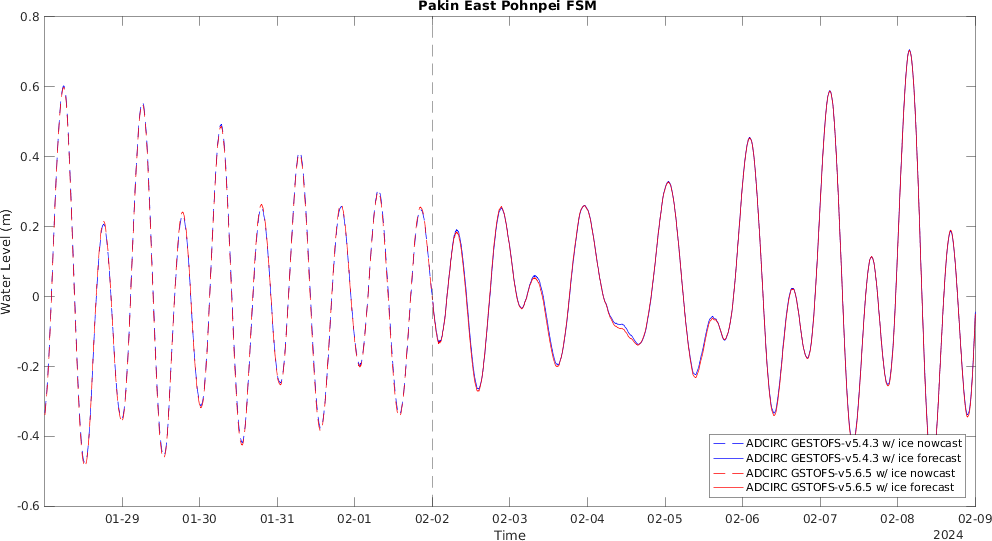 Pakin East Pohnpei FSM
0.8
0.6
0.4
0.2
0
-0.2
-0.4
-0.6
Water Level (m)
ADCIRC GESTOFS-v5.4.3 w/ ice nowcast
ADCIRC GESTOFS-v5.4.3 w/ ice forecast
ADCIRC GSTOFS-v5.6.5 w/ ice nowcast
ADCIRC GSTOFS-v5.6.5 w/ ice forecast
01-29 01-30 01-31 02-01 02-02 02-03 02-04 02-05 02-06 02-07 02-08 02-09
Time
2024